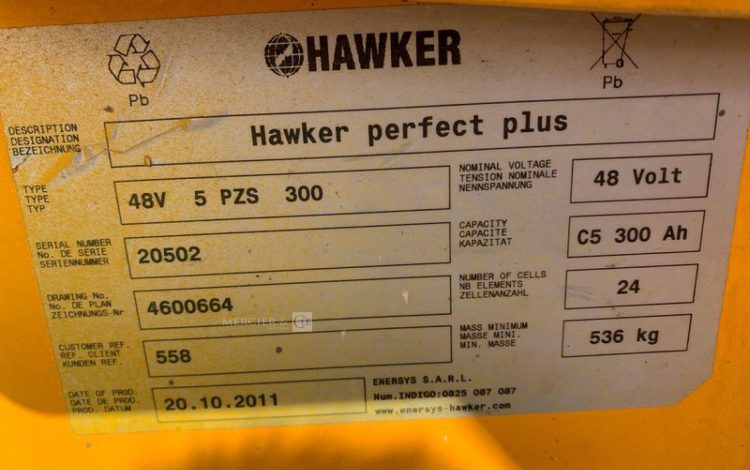 HAWKER
Pb
Pb
DESCRIPTION
DESIGNATION
BEZEICHNUNG
Hawker perfect plus
TYPE
TYPE
TYP
48V 5 PZS 300
NOMINAL VOLTAGE
TENSION NOMINALE
NENNSPANNUNG
48 Volt
SERIAL NUMBER
No. DE SERIE
SERIENNUMMER
20502
CAPACITY
CAPACITE
KAPAZITAT
C5 300 Ah
DRAWING No.
No. DE PLAN
ZEICHNUNGS-Nr
4600664
NUMBER OF CELLS
NB ELEMENTS
ZELLENANZAHL
24
MERCIER & @
CUSTOMER REF.
REF. CLIENT
KUNDEN REF.
558
MASS MINIMUM
MASSE MINI.
MIN. MASSE
536 kg
DATE OF PROD.
DATE DE PROD.
PROD. DATUM
20.10.2011
ENERSYS S.A.R.L.
Num.INDIGO:0825 087 087
www.enersys-hawker.com